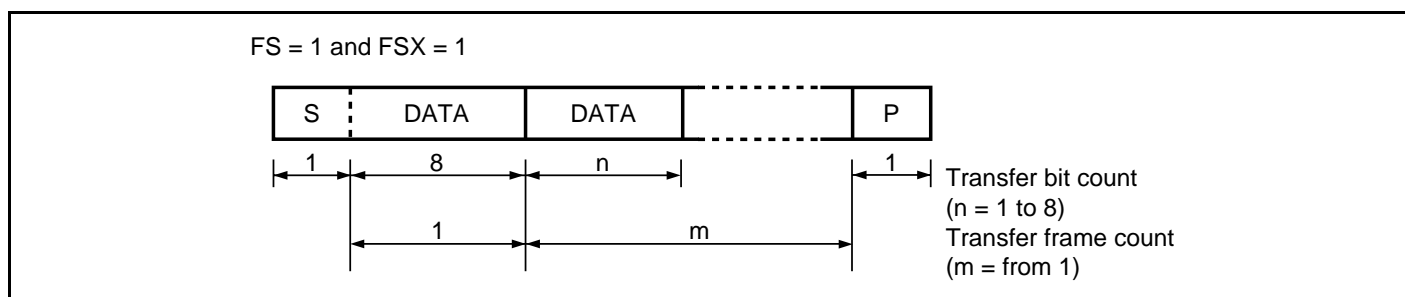 FS = 1 and FSX = 1
S DATA DATA P
1 8 n 1
Transfer bit count
(n = 1 to 8)
1 m
Transfer frame count
(m = from 1)